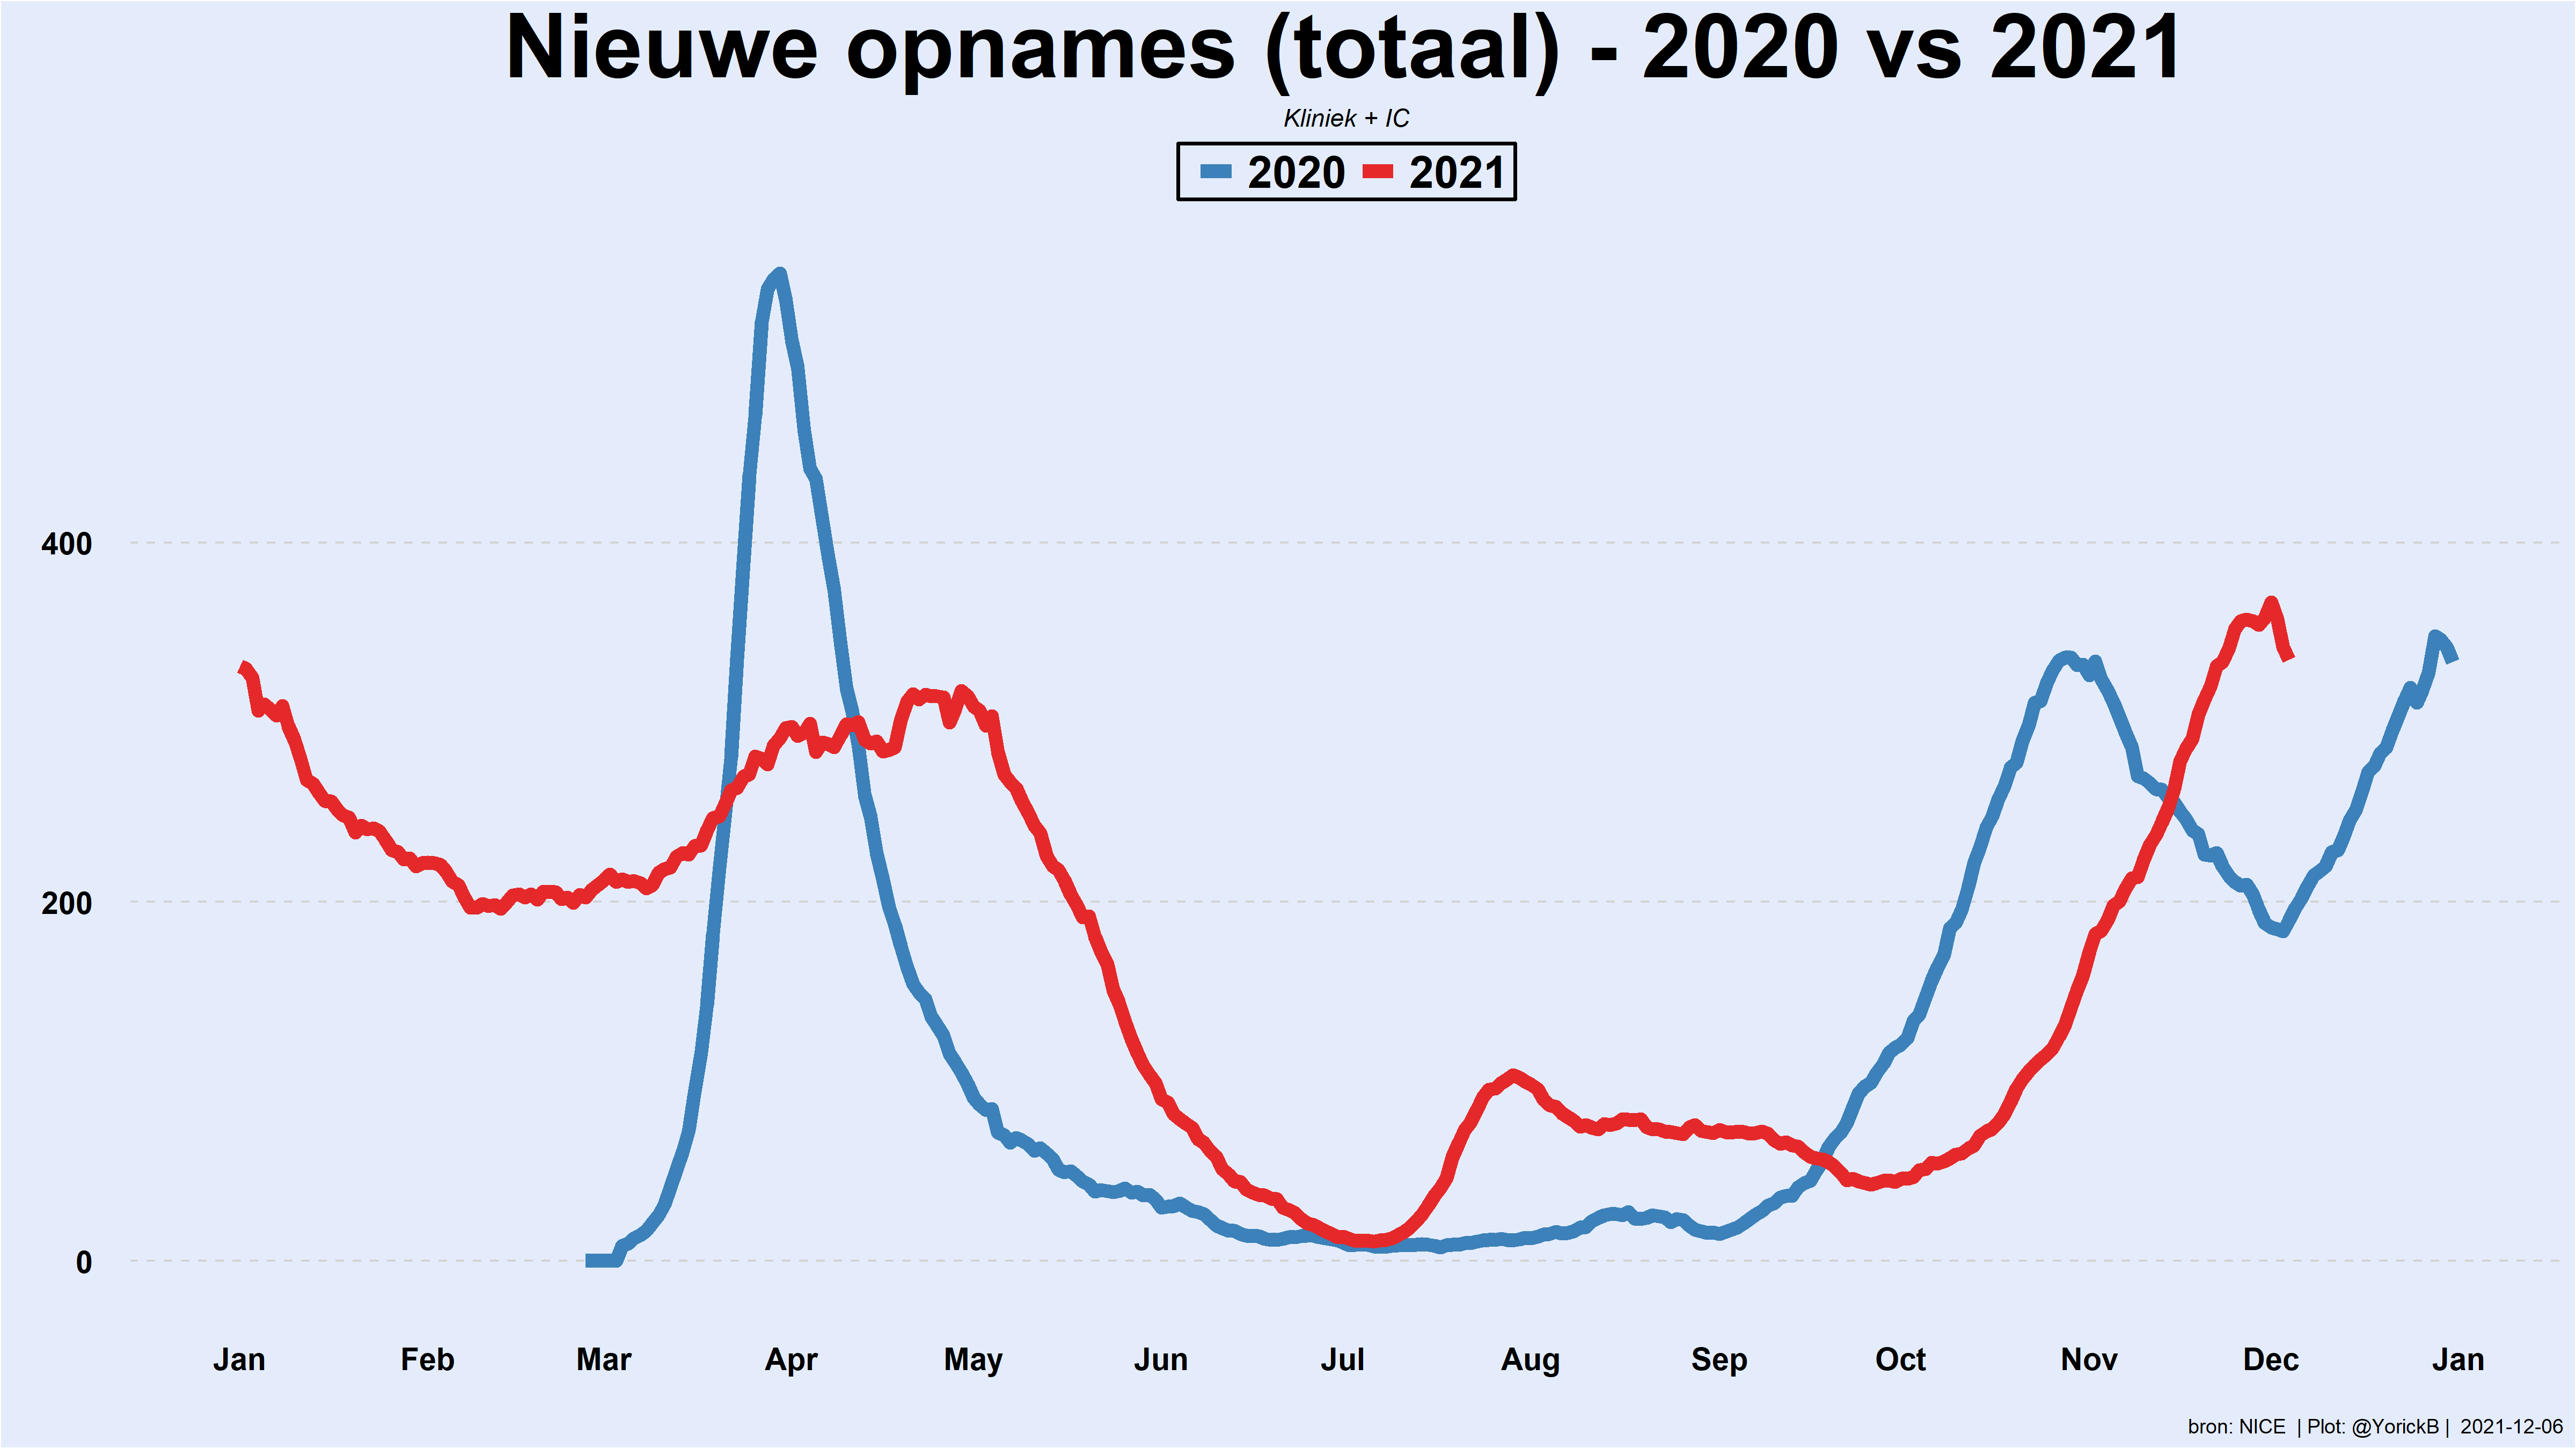 Nieuwe opnames (totaal) - 2020 vs 2021
Kliniek + IC
2020 2021
400
200
0
Jan Feb Mar Apr May Jun Jul Aug Sep Oct Nov Dec Jan
bron: NICE | Plot: @YorickB | 2021-12-06